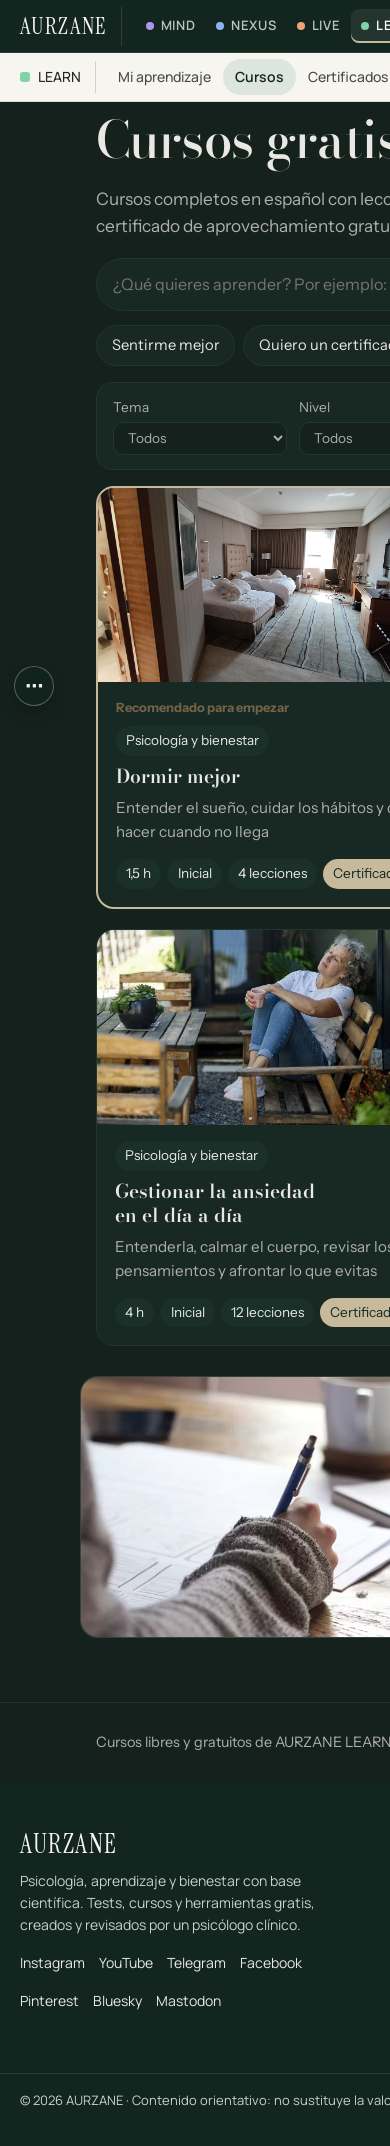 AURZANE
MIND NEXUS LIVE LE
LEARN Mi aprendizaje Cursos Certificados
Cursos gratis
Cursos completos en español con lecc
certificado de aprovechamiento gratu
¿Qué quieres aprender? Por ejemplo:
Sentirme mejor Quiero un certifica
Tema Nivel
Todos Todos
Recomendado para empezar
Psicología y bienestar
Dormir mejor
Entender el sueño, cuidar los hábitos y
hacer cuando no llega
1,5 h Inicial 4 lecciones Certificad
Psicología y bienestar
Gestionar la ansiedad
en el día a día
Entenderla, calmar el cuerpo, revisar los
pensamientos y afrontar lo que evitas
4 h Inicial 12 lecciones Certificad
Cursos libres y gratuitos de AURZANE LEARN
AURZANE
Psicología, aprendizaje y bienestar con base
científica. Tests, cursos y herramientas gratis,
creados y revisados por un psicólogo clínico.
Instagram YouTube Telegram Facebook
Pinterest Bluesky Mastodon
© 2026 AURZANE · Contenido orientativo: no sustituye la valo